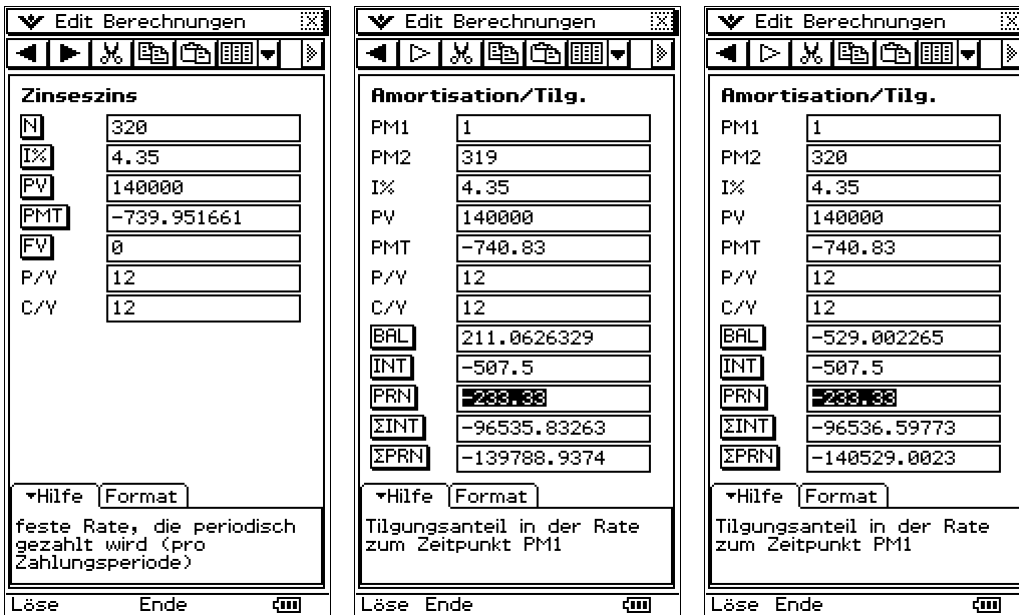 Edit Berechnungen
Zinseszins
N 320
I% 4.35
PV 140000
PMT -739.951661
FV 0
P/Y 12
C/Y 12
Hilfe Format
feste Rate, die periodisch
gezahlt wird (pro
Zahlungsperiode)
Löse Ende
Edit Berechnungen
Amortisation/Tilg.
PM1 1
PM2 319
I% 4.35
PV 140000
PMT -740.83
P/Y 12
C/Y 12
BAL 211.0626329
INT -507.5
PRN -233.33
ΣINT -96535.83263
ΣPRN -139788.9374
Hilfe Format
Tilgungsanteil in der Rate
zum Zeitpunkt PM1
Löse Ende
Edit Berechnungen
Amortisation/Tilg.
PM1 1
PM2 320
I% 4.35
PV 140000
PMT -740.83
P/Y 12
C/Y 12
BAL -529.002265
INT -507.5
PRN -233.33
ΣINT -96536.59773
ΣPRN -140529.0023
Hilfe Format
Tilgungsanteil in der Rate
zum Zeitpunkt PM1
Löse Ende